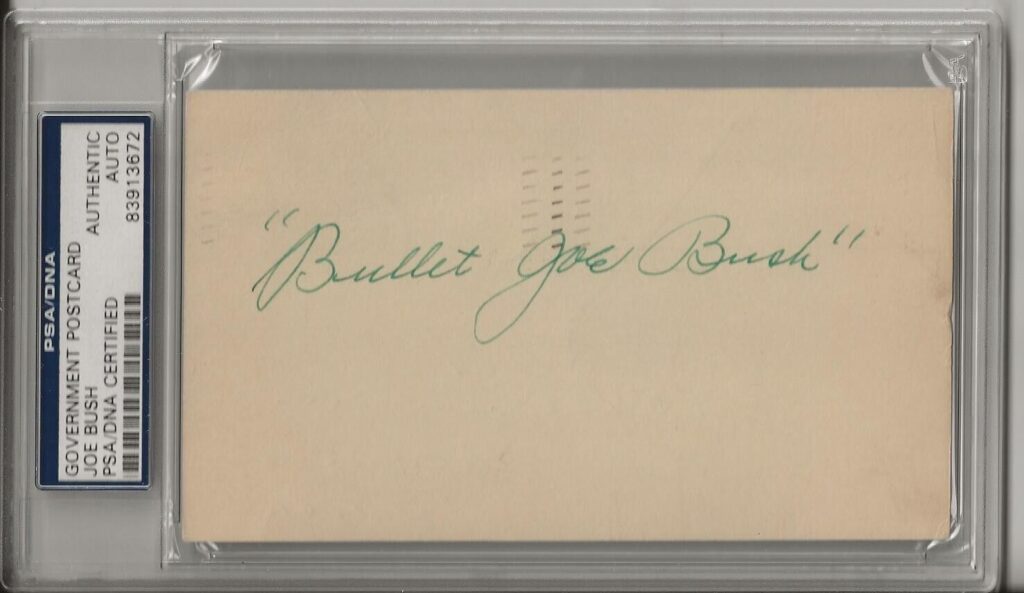 PSA/DNA
GOVERNMENT POSTCARD
JOE BUSH AUTHENTIC
PSA/DNA CERTIFIED AUTO
83913672
"Bullet Joe Bush"